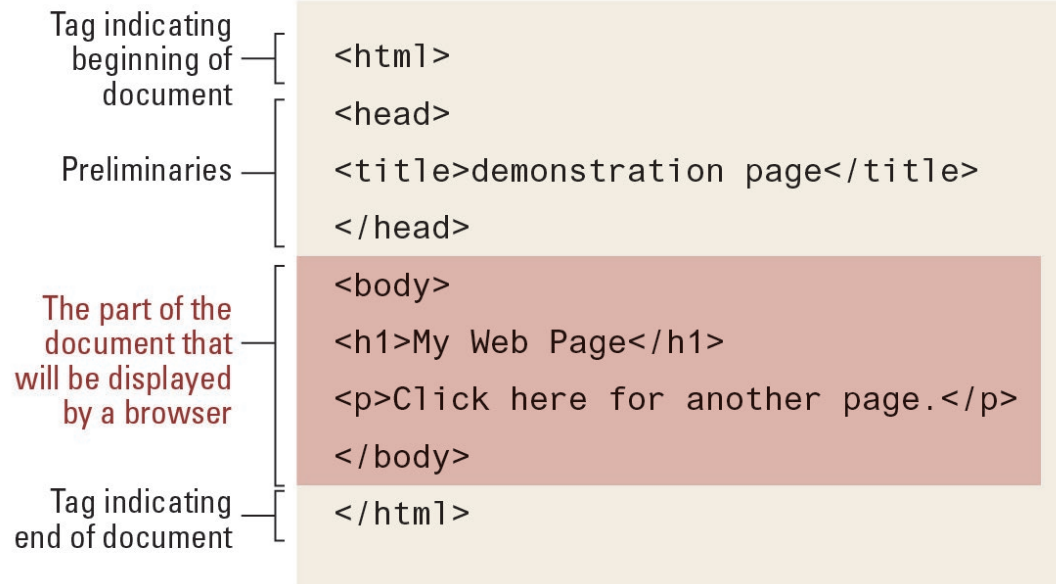 Tag indicating
beginning of
document
<html>
Preliminaries
<head>
<title>demonstration page</title>
</head>
The part of the
document that
will be displayed
by a browser
<body>
<h1>My Web Page</h1>
<p>Click here for another page.</p>
</body>
Tag indicating
end of document
</html>